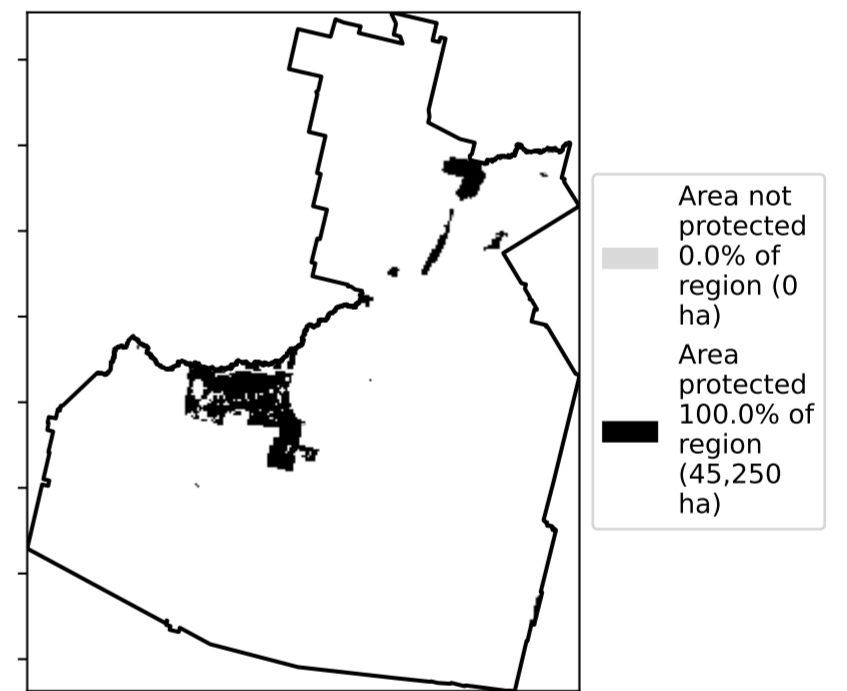 Area not
protected
0.0% of
region (0
ha)
Area
protected
100.0% of
region
(45,250
ha)